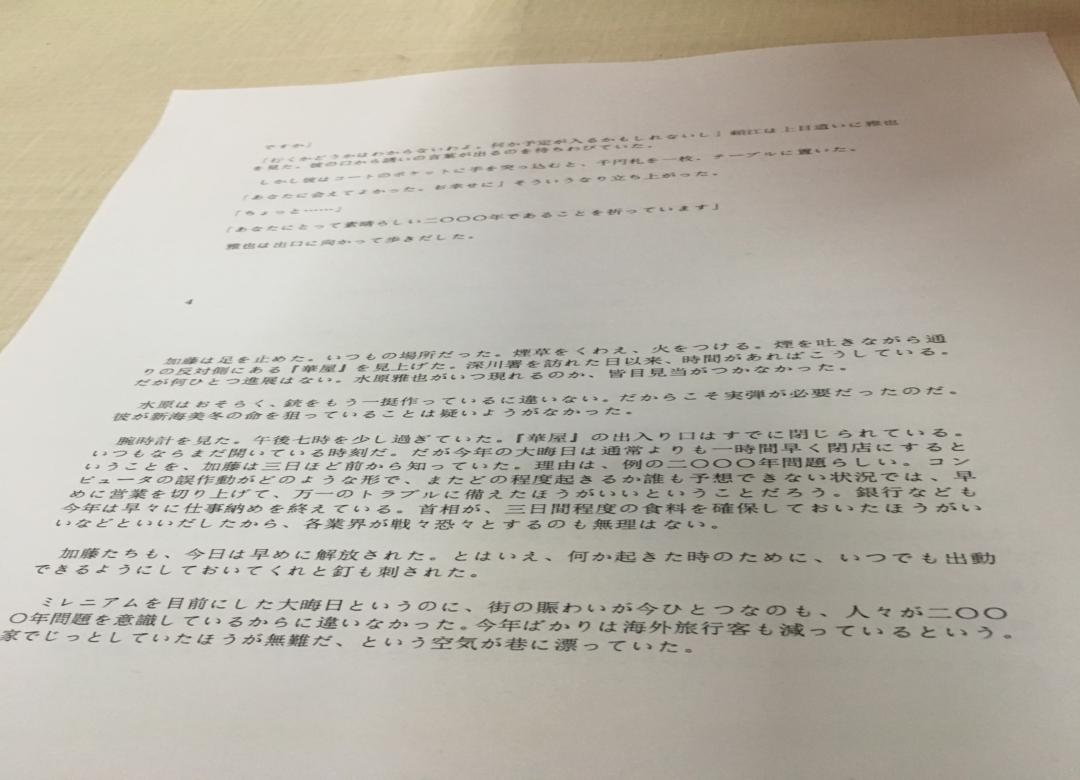 ですか」
「行くかどうかはわからないわよ。何か予定が入るかもしれないし」頼江は上目遣いに雅也
を見た。彼の口から誘いの言葉が出るのを待ちわびていた。
しかし彼はコートのポケットに手を突っ込むと、千円札を一枚、テーブルに置いた。
「あなたに会えてよかった。お幸せに」そういうなり立ち上がった。
「ちょっと……」
「あなたにとって素晴らしい二〇〇〇年であることを祈っています」
雅也は出口に向かって歩きだした。
4
加藤は足を止めた。いつもの場所だった。煙草をくわえ、火をつける。煙を吐きながら通
りの反対側にある『華屋』を見上げた。深川署を訪れた日以来、時間があればこうしている。
だが何ひとつ進展はない。水原雅也がいつ現れるのか、皆目見当がつかなかった。
水原はおそらく、銃をもう一挺作っているに違いない。だからこそ実弾が必要だったのだ。
彼が新海美冬の命を狙っていることは疑いようがなかった。
腕時計を見た。午後七時を少し過ぎていた。『華屋』の出入り口はすでに閉じられている。
いつもならまだ開いている時刻だ。だが今年の大晦日は通常よりも一時間早く閉店にすると
いうことを、加藤は三日ほど前から知っていた。理由は、例の二〇〇〇年問題らしい。コン
ピュータの誤作動がどのような形で、またどの程度起きるか誰も予想できない状況では、早
めに営業を切り上げて、万一のトラブルに備えたほうがいいということだろう。銀行なども
今年は早々に仕事納めを終えている。首相が、三日間程度の食料を確保しておいたほうがい
いなどといいだしたから、各業界が戦々恐々とするのも無理はない。
加藤たちも、今日は早めに解放された。とはいえ、何か起きた時のために、いつでも出動
できるようにしておいてくれと釘も刺された。
ミレニアムを目前にした大晦日というのに、街の賑わいが今ひとつなのも、人々が二〇〇
〇年問題を意識しているからに違いなかった。今年ばかりは海外旅行客も減っているという。
家でじっとしていたほうが無難だ、という空気が巷に漂っていた。